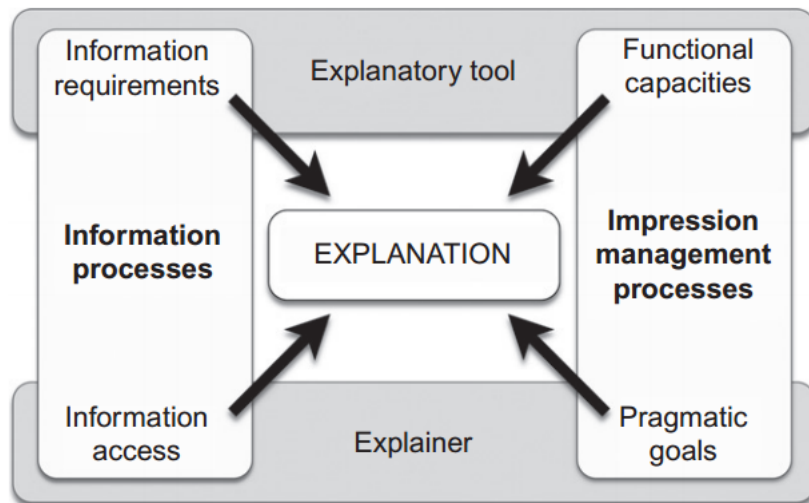 Information
requirements
Explanatory tool
Functional
capacities
Information
processes
EXPLANATION
Impression
management
processes
Information
access
Explainer
Pragmatic
goals